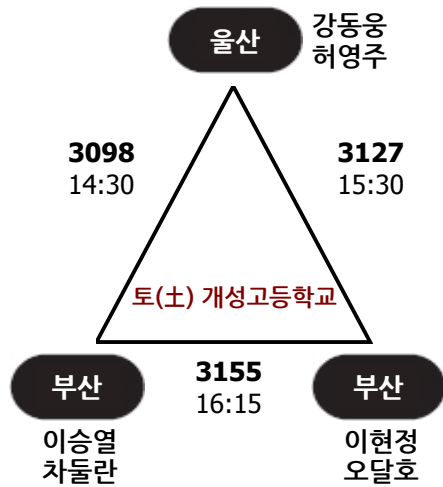 울산
강동웅
허영주
3098
14:30
3127
15:30
토(土) 개성고등학교
부산
이승열
차둘란
3155
16:15
부산
이현정
오달호